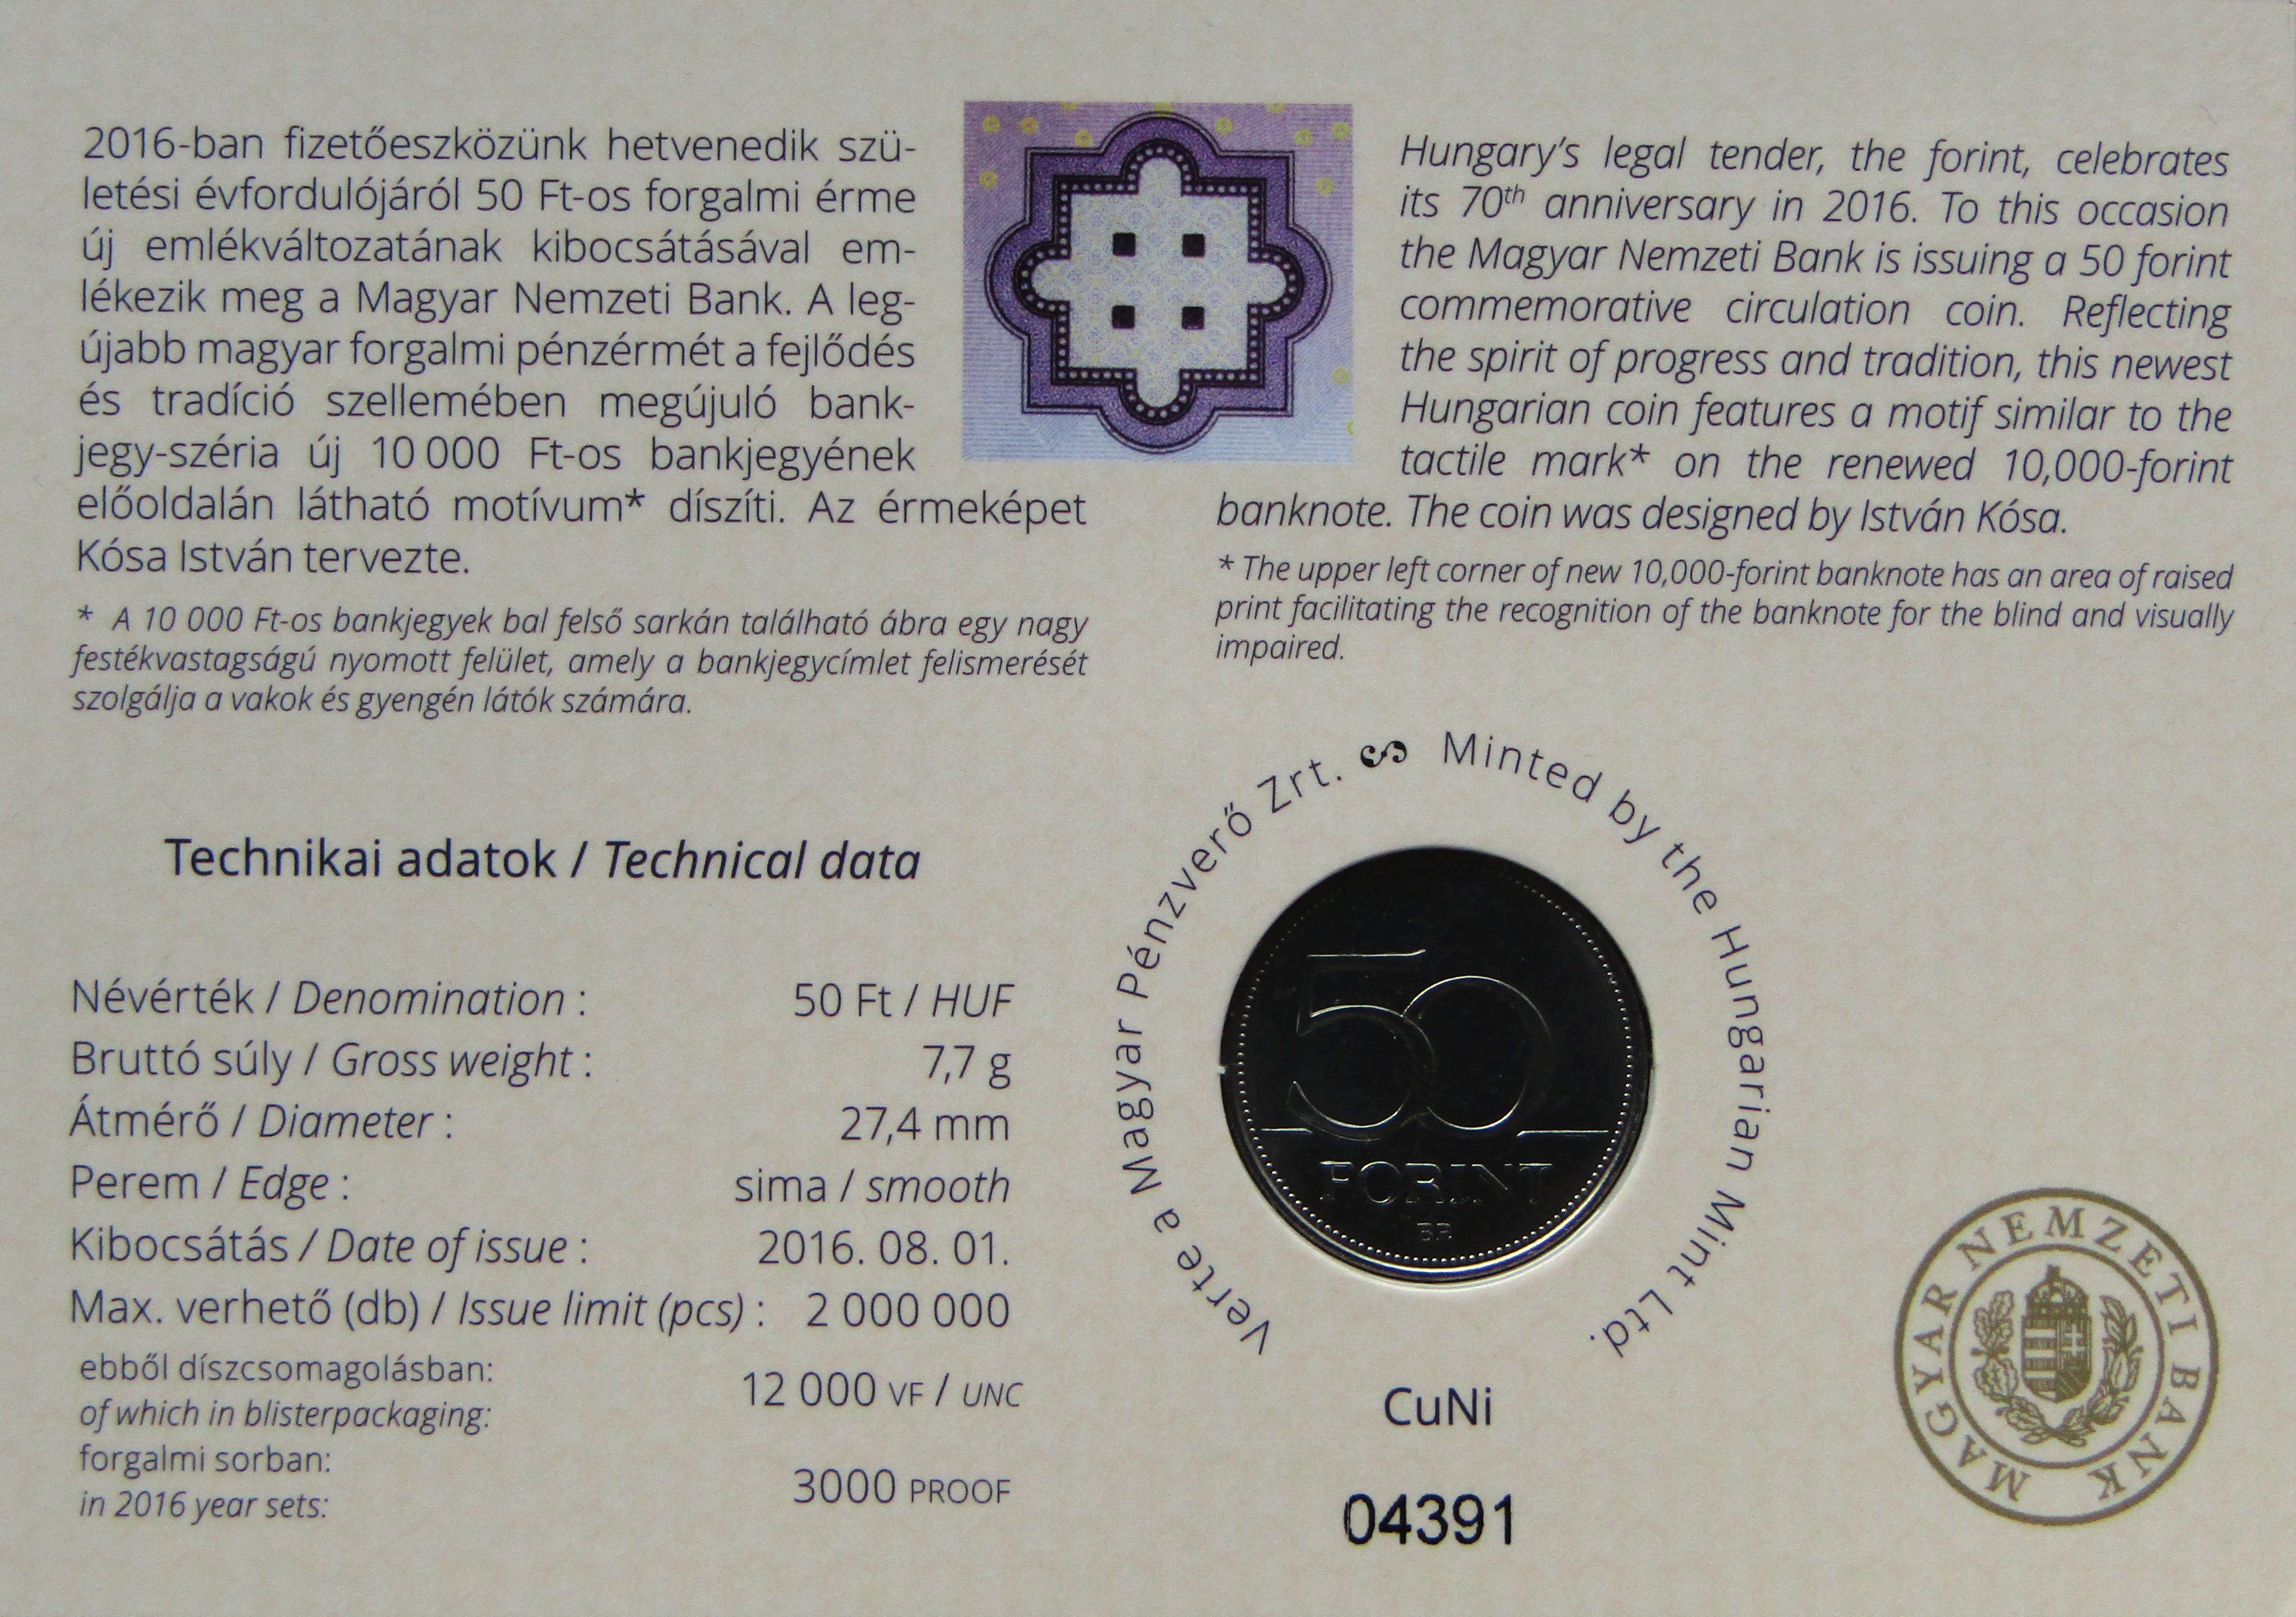 2016-ban fizetőeszközünk hetvenedik szü-
letési évfordulójáról 50 Ft-os forgalmi érme
új emlékváltozatának kibocsátásával em-
lékezik meg a Magyar Nemzeti Bank. A leg-
újabb magyar forgalmi pénzérmét a fejlődés
és tradíció szellemében megújuló bank-
jegy-széria új 10 000 Ft-os bankjegyének
előoldalán látható motívum* díszíti. Az érmeképet
Kósa István tervezte.
* A 10 000 Ft-os bankjegyek bal felső sarkán található ábra egy nagy
festékvastagságú nyomott felület, amely a bankjegycímlet felismerését
szolgálja a vakok és gyengén látók számára.
Hungary's legal tender, the forint, celebrates
its 70th anniversary in 2016. To this occasion
the Magyar Nemzeti Bank is issuing a 50 forint
commemorative circulation coin. Reflecting
the spirit of progress and tradition, this newest
Hungarian coin features a motif similar to the
tactile mark* on the renewed 10,000-forint
banknote. The coin was designed by István Kósa.
* The upper left corner of new 10,000-forint banknote has an area of raised
print facilitating the recognition of the banknote for the blind and visually
impaired.
Technikai adatok / Technical data
Névérték / Denomination : 50 Ft / HUF
Bruttó súly / Gross weight : 7,7 g
Átmérő / Diameter : 27,4 mm
Perem / Edge : sima / smooth
Kibocsátás / Date of issue : 2016. 08. 01.
Max. verhető (db) / Issue limit (pcs) : 2 000 000
ebből díszcsomagolásban:
of which in blisterpackaging:
12 000 VF / UNC
forgalmi sorban:
in 2016 year sets:
3000 PROOF
Verte a Magyar Pénzverő Zrt. Minted by the Hungarian Mint Ltd.
50
FORINT
BP.
CuNi
04391
MAGYAR NEMZETI BANK